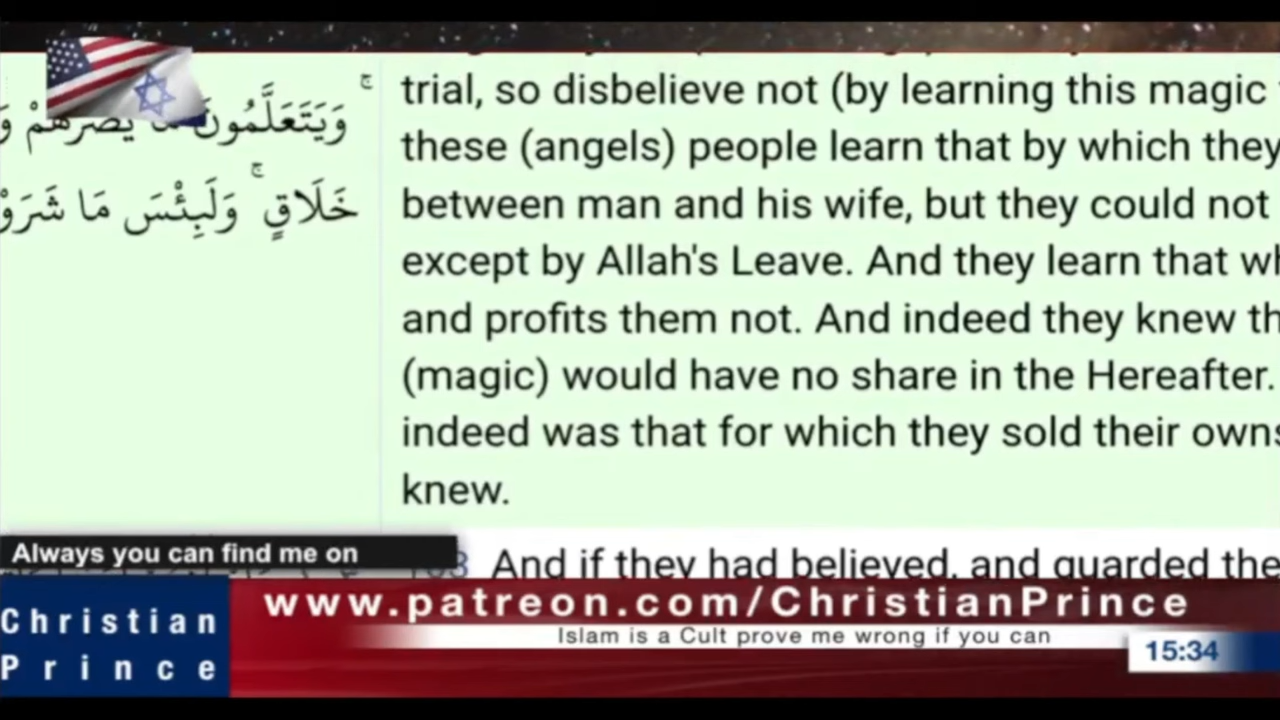 وَيَتَعَلَّمُونَ مَا يَضُرُّهُمْ
خَلَاقٍ ۚ وَلَبِئْسَ مَا
trial, so disbelieve not (by learning this magic
these (angels) people learn that by which they
between man and his wife, but they could not
except by Allah's Leave. And they learn that
and profits them not. And indeed they knew
(magic) would have no share in the Hereafter.
indeed was that for which they sold their
knew.
And if they had believed, and guarded
Always you can find me on
www.patreon.com/ChristianPrince
Islam is a Cult prove me wrong if you can
Christian
Prince
15:34